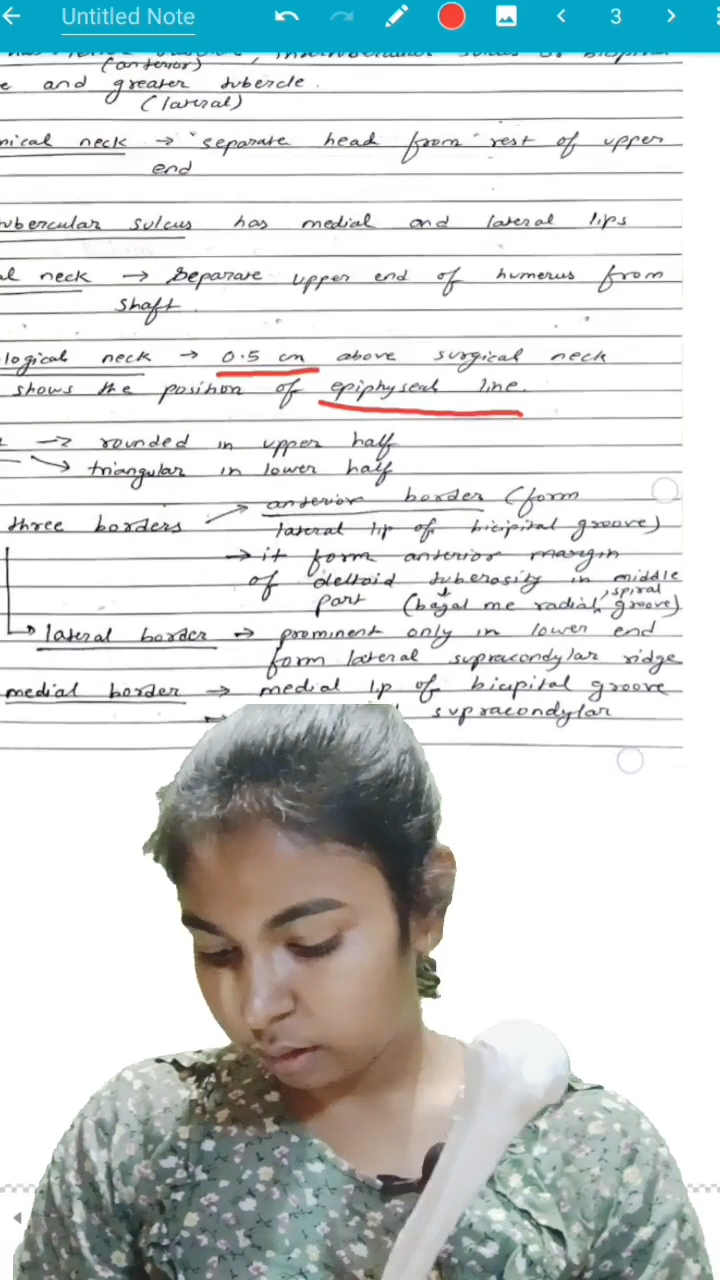 Untitled Note
3
(anterior)
and greater tubercle.
(lateral)
nical neck → "separate head from rest of upper
end
ubercular sulcus has medial and lateral lips
al neck → Separate upper end of humerus from
shaft.
logical neck → 0.5 cm above surgical neck
shows the position of epiphyseal line.
→ rounded in upper half
→ triangular in lower half
three borders → anterior border (form
lateral lip of bicipital groove)
→ it form anterior margin
of deltoid tuberosity in middle
part (bagal me radial, spiral groove)
→ lateral border → prominent only in lower end
form lateral supracondylar ridge
medial border → medial lip of bicipital groove
supracondylar